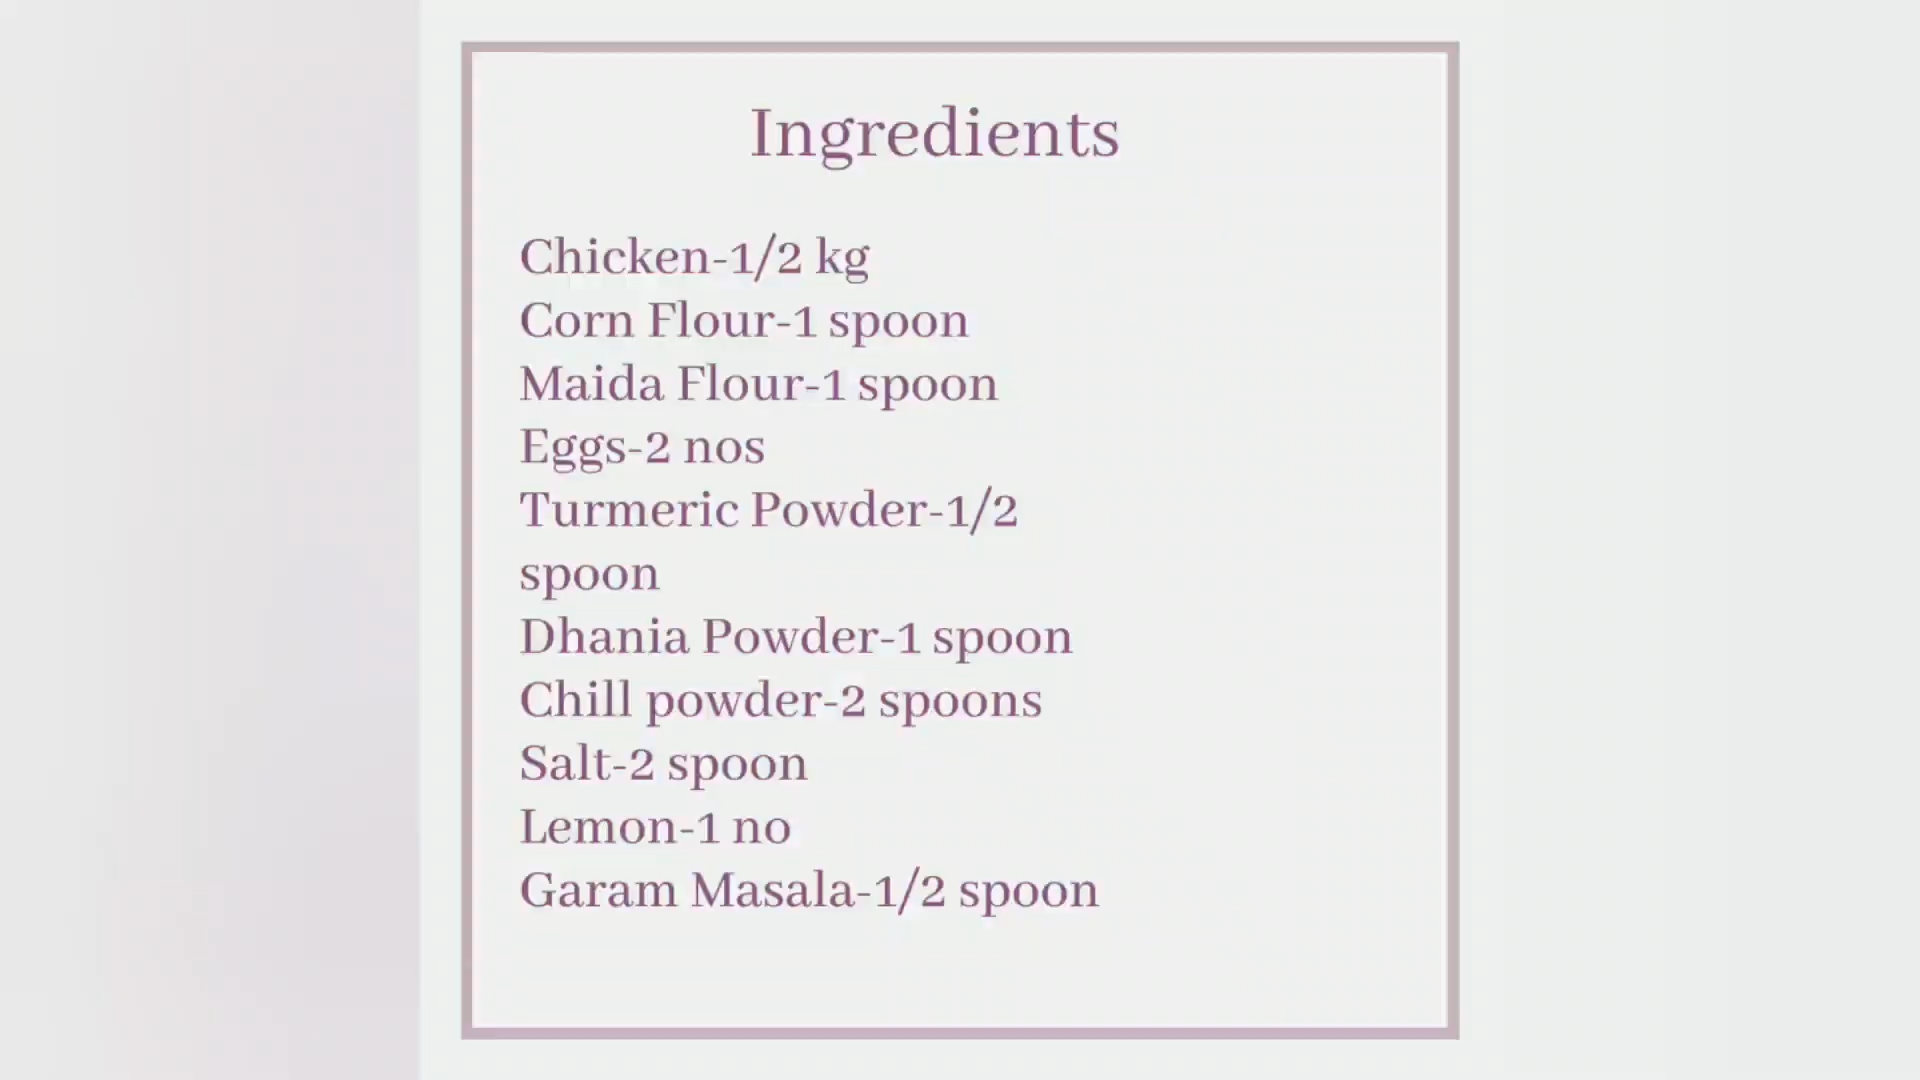 Ingredients
Chicken-1/2 kg
Corn Flour-1 spoon
Maida Flour-1 spoon
Eggs-2 nos
Turmeric Powder-1/2
spoon
Dhania Powder-1 spoon
Chill powder-2 spoons
Salt-2 spoon
Lemon-1 no
Garam Masala-1/2 spoon